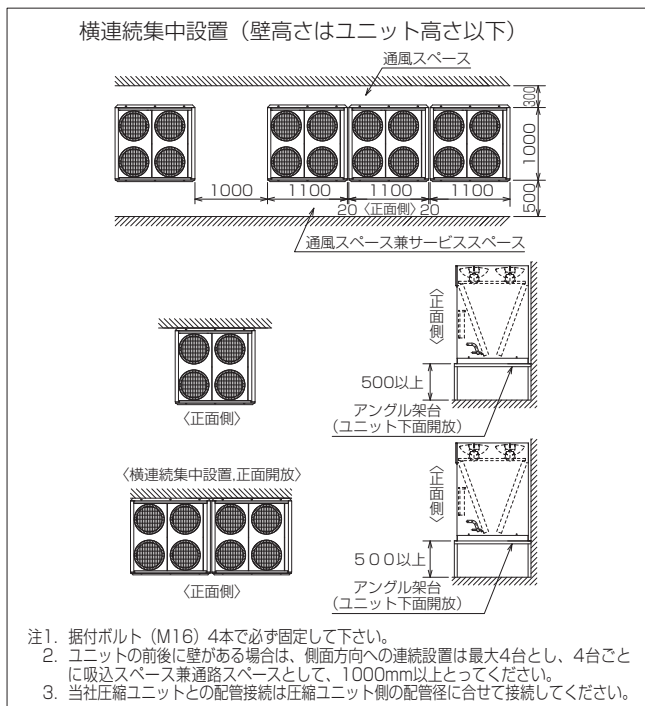 横連続集中設置（壁高さはユニット高さ以下）
通風スペース
300
1000
500
1000
1100
1100
1100
20
〈正面側〉
20
通風スペース兼サービススペース
〈正面側〉
〈正面側〉
500以上
アングル架台
（ユニット下面開放）
〈横連続集中設置,正面開放〉
〈正面側〉
〈正面側〉
５００以上
アングル架台
（ユニット下面開放）
注1. 据付ボルト（M16）4本で必ず固定して下さい。
2. ユニットの前後に壁がある場合は、側面方向への連続設置は最大4台とし、4台ごと
に吸込スペース兼通路スペースとして、1000mm以上とってください。
3. 当社圧縮ユニットとの配管接続は圧縮ユニット側の配管径に合せて接続してください。